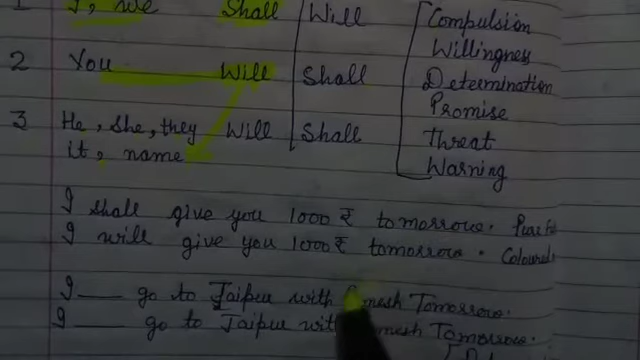 1 I, We Shall Will Compulsion
Willingness
2 You Will Shall Determination
Promise
3 He, She, they Will Shall Threat
it, name Warning
I shall give you 1000 ₹ tomorrow.
I will give you 1000 ₹ tomorrow.
I ___ go to Jaipur with Tomorrow.
I ___ go to Jaipur with Tomorrow.